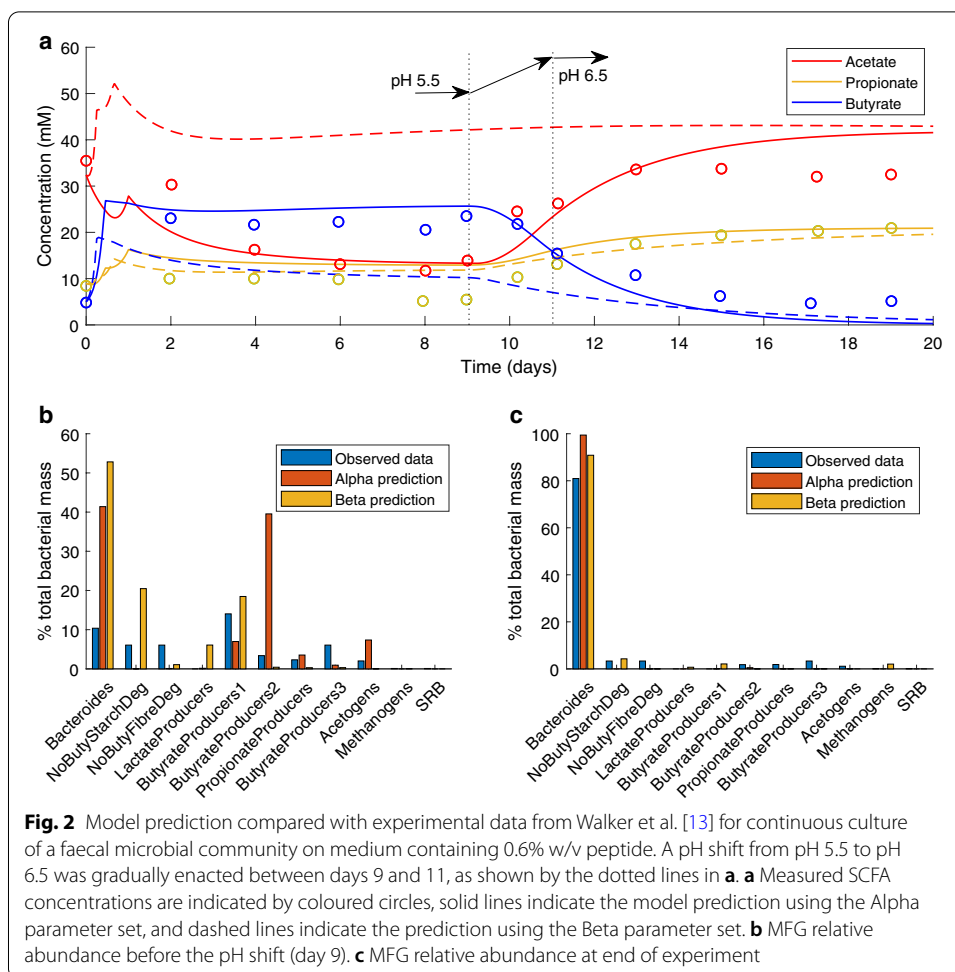 a
60
50
40
30
20
10
0
Concentration (mM)
pH 5.5
pH 6.5
Acetate
Propionate
Butyrate
0 2 4 6 8 10 12 14 16 18 20
Time (days)
b
60
50
40
30
20
10
0
% total bacterial mass
Observed data
Alpha prediction
Beta prediction
Bacteroides
NoButyStarchDeg
NoButyFibreDeg
LactateProducers
ButyrateProducers1
ButyrateProducers2
PropionateProducers
ButyrateProducers3
Acetogens
Methanogens
SRB
c
100
80
60
40
20
0
% total bacterial mass
Observed data
Alpha prediction
Beta prediction
Bacteroides
NoButyStarchDeg
NoButyFibreDeg
LactateProducers
ButyrateProducers1
ButyrateProducers2
PropionateProducers
ButyrateProducers3
Acetogens
Methanogens
SRB
Fig. 2 Model prediction compared with experimental data from Walker et al. [13] for continuous culture
of a faecal microbial community on medium containing 0.6% w/v peptide. A pH shift from pH 5.5 to pH
6.5 was gradually enacted between days 9 and 11, as shown by the dotted lines in a. a Measured SCFA
concentrations are indicated by coloured circles, solid lines indicate the model prediction using the Alpha
parameter set, and dashed lines indicate the prediction using the Beta parameter set. b MFG relative
abundance before the pH shift (day 9). c MFG relative abundance at end of experiment